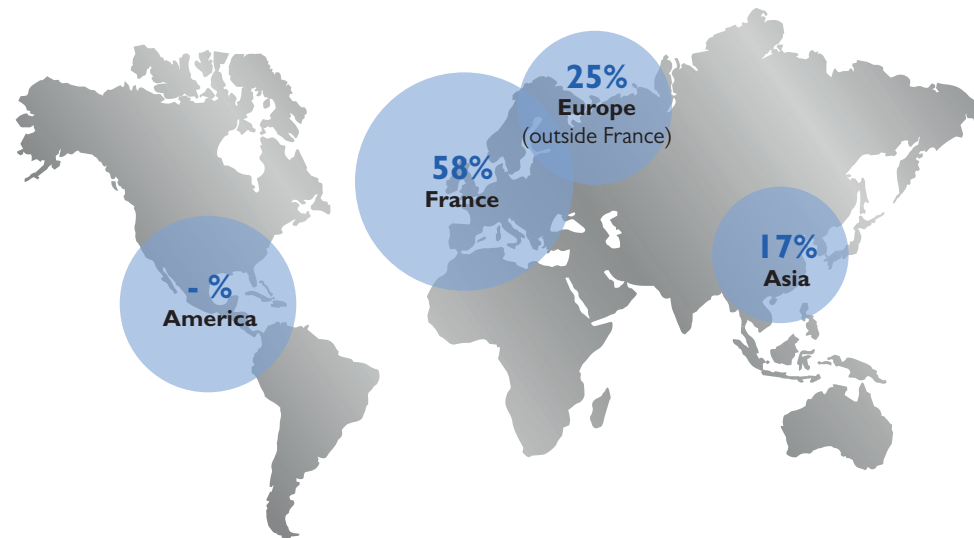 25%
Europe
(outside France)
58%
France
17%
Asia
- %
America